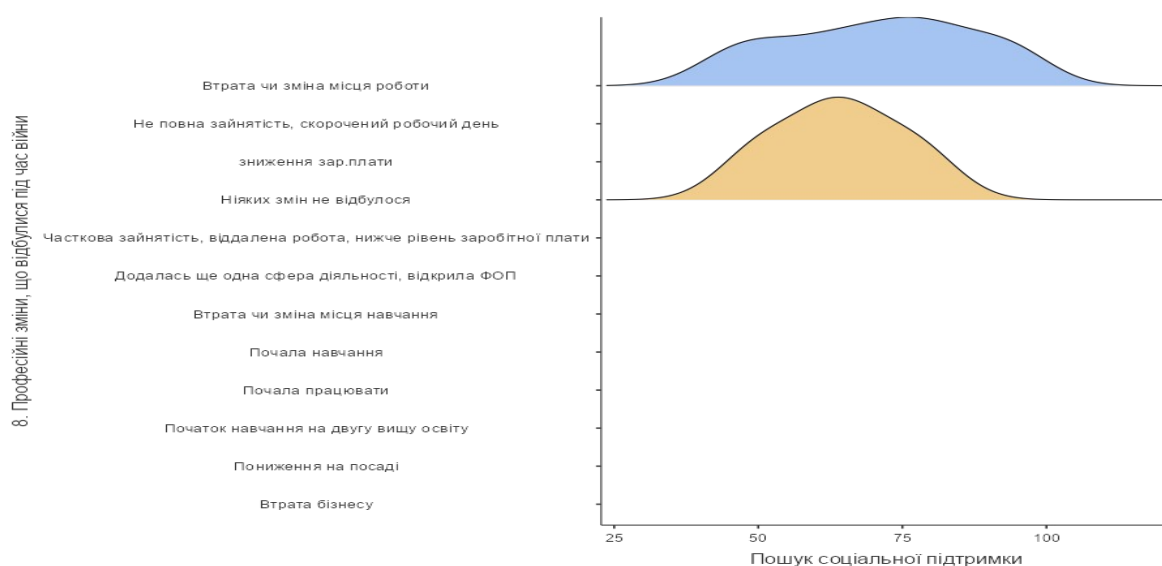 8. Професійні зміни, що відбулися під час війни
Втрата чи зміна місця роботи
Не повна зайнятість, скорочений робочий день
зниження зар.плати
Ніяких змін не відбулося
Часткова зайнятість, віддалена робота, нижче рівень заробітної плати
Додалась ще одна сфера діяльності, відкрила ФОП
Втрата чи зміна місця навчання
Почала навчання
Почала працювати
Початок навчання на двугу вищу освіту
Пониження на посаді
Втрата бізнесу
25 50 75 100
Пошук соціальної підтримки